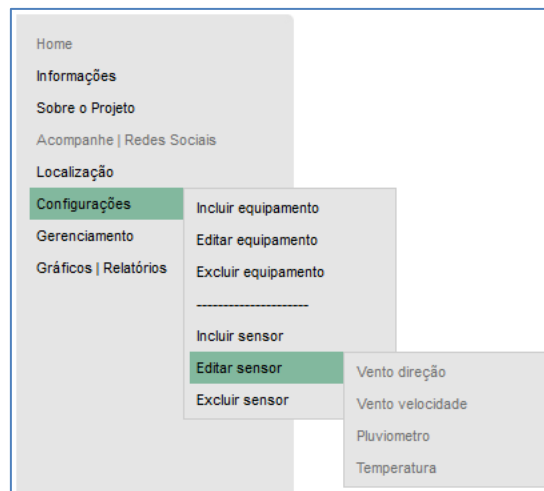 Home
Informações
Sobre o Projeto
Acompanhe | Redes Sociais
Localização
Configurações
Gerenciamento
Gráficos | Relatórios
Incluir equipamento
Editar equipamento
Excluir equipamento
---------------------
Incluir sensor
Editar sensor
Excluir sensor
Vento direção
Vento velocidade
Pluviometro
Temperatura